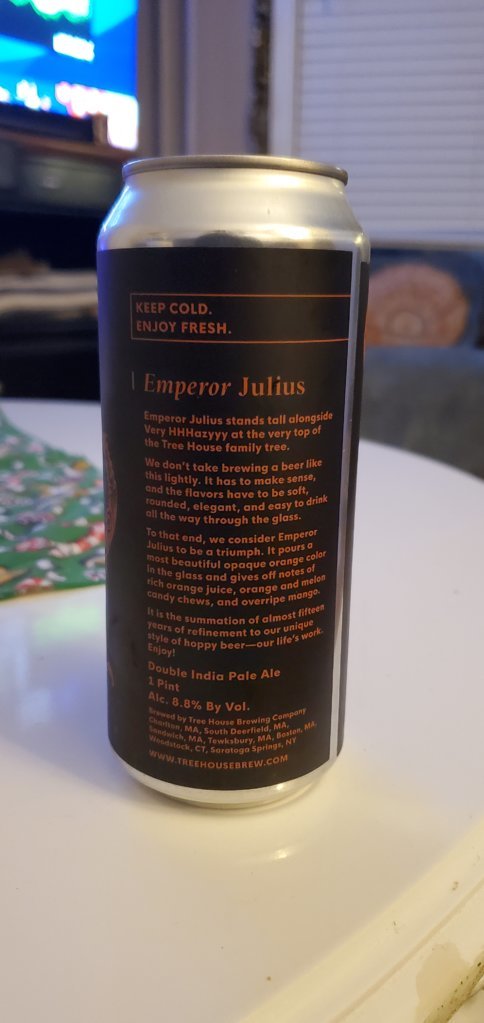 KEEP COLD.
ENJOY FRESH.
Emperor Julius
Emperor Julius stands tall alongside
Very HHHazyyy at the very top of
the Tree House family tree.
We don't take brewing a beer like
this lightly. It has to make sense,
and the flavors have to be soft,
rounded, elegant, and easy to drink
all the way through the glass.
To that end, we consider Emperor
Julius to be a triumph. It pours a
most beautiful opaque orange color
in the glass and gives off notes of
rich orange juice, orange and melon
candy chews, and overripe mango.
It is the summation of almost fifteen
years of refinement to our unique
style of hoppy beer—our life's work.
Enjoy!
Double India Pale Ale
1 Pint
Alc. 8.8% By Vol.
Brewed by Tree House Brewing Company
Charlton, MA, South Deerfield, MA,
Sandwich, MA, Tewksbury, MA, Boston, MA,
Woodstock, CT, Saratoga Springs, NY
WWW.TREEHOUSEBREW.COM